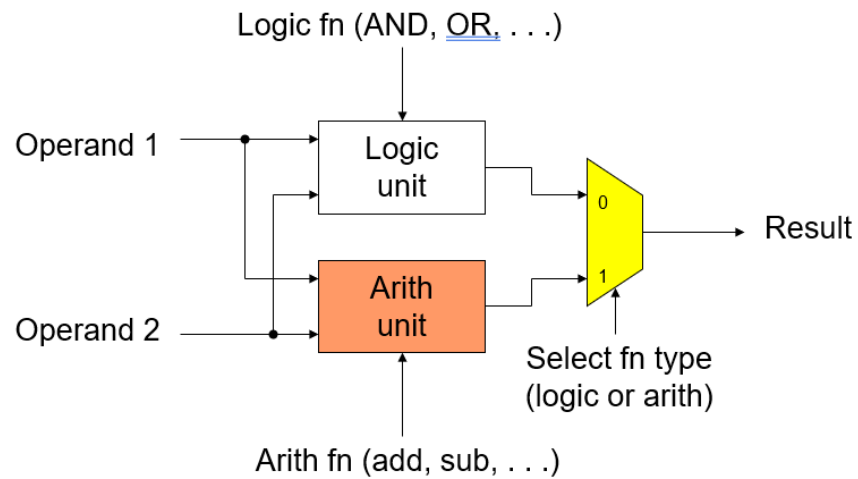 Logic fn (AND, OR, . . .)
Operand 1
Logic
unit
0
Result
1
Arith
unit
Operand 2
Select fn type
(logic or arith)
Arith fn (add, sub, . . .)